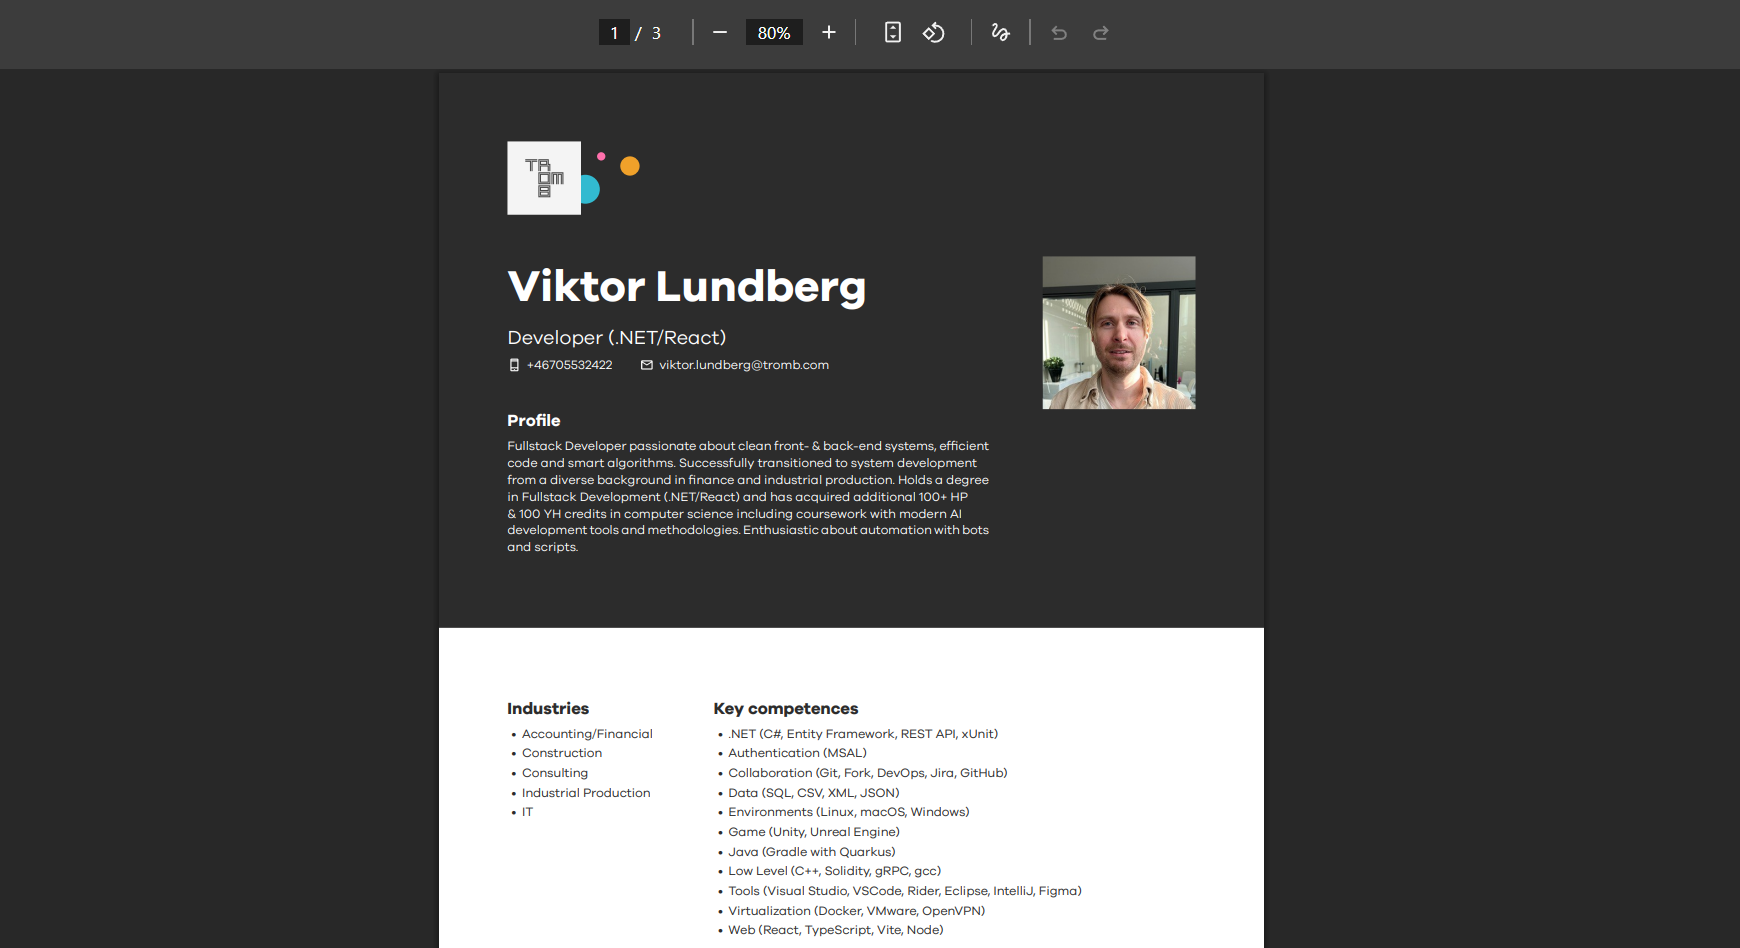 1 / 3
80%
TR
OM
B
Viktor Lundberg
Developer (.NET/React)
+46705532422 viktor.lundberg@tromb.com
Profile
Fullstack Developer passionate about clean front- & back-end systems, efficient
code and smart algorithms. Successfully transitioned to system development
from a diverse background in finance and industrial production. Holds a degree
in Fullstack Development (.NET/React) and has acquired additional 100+ HP
& 100 YH credits in computer science including coursework with modern AI
development tools and methodologies. Enthusiastic about automation with bots
and scripts.
Industries
• Accounting/Financial
• Construction
• Consulting
• Industrial Production
• IT
Key competences
• .NET (C#, Entity Framework, REST API, xUnit)
• Authentication (MSAL)
• Collaboration (Git, Fork, DevOps, Jira, GitHub)
• Data (SQL, CSV, XML, JSON)
• Environments (Linux, macOS, Windows)
• Game (Unity, Unreal Engine)
• Java (Gradle with Quarkus)
• Low Level (C++, Solidity, gRPC, gcc)
• Tools (Visual Studio, VSCode, Rider, Eclipse, IntelliJ, Figma)
• Virtualization (Docker, VMware, OpenVPN)
• Web (React, TypeScript, Vite, Node)